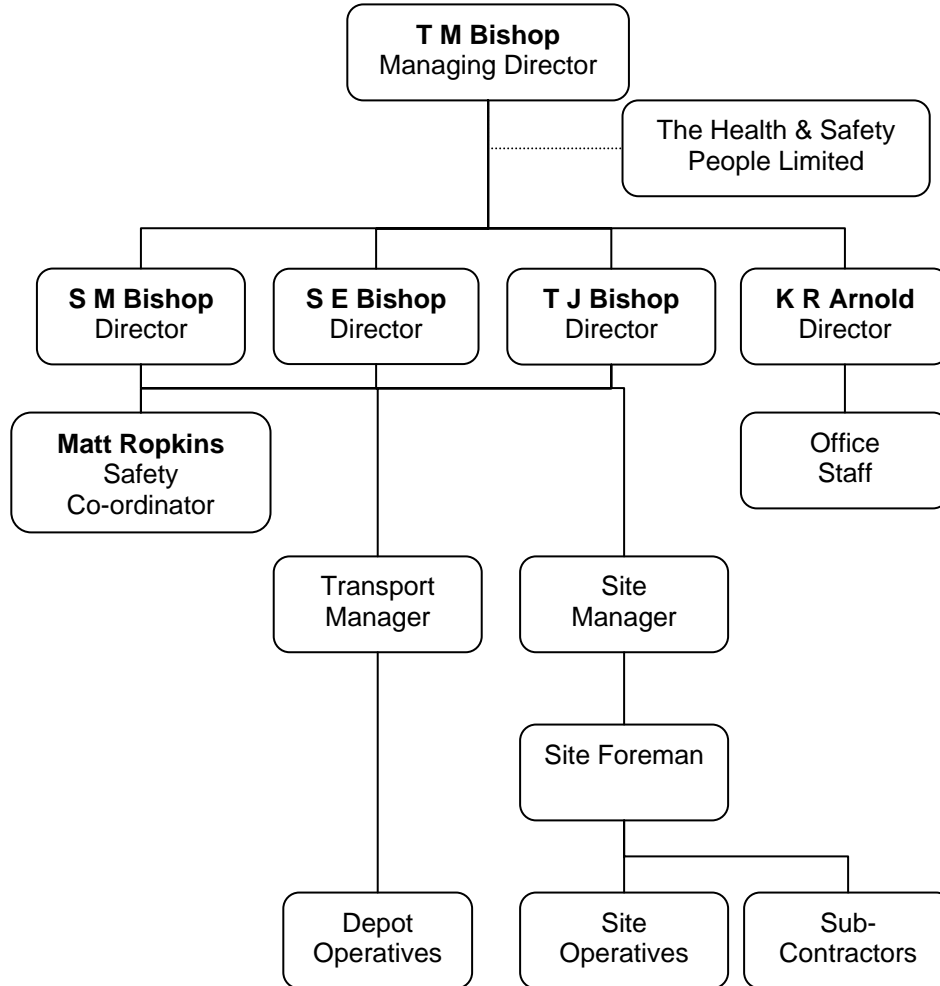 T M Bishop
Managing Director
The Health & Safety
People Limited
S M Bishop
Director
S E Bishop
Director
T J Bishop
Director
K R Arnold
Director
Matt Ropkins
Safety
Co-ordinator
Office
Staff
Transport
Manager
Site
Manager
Site Foreman
Depot
Operatives
Site
Operatives
Sub-
Contractors